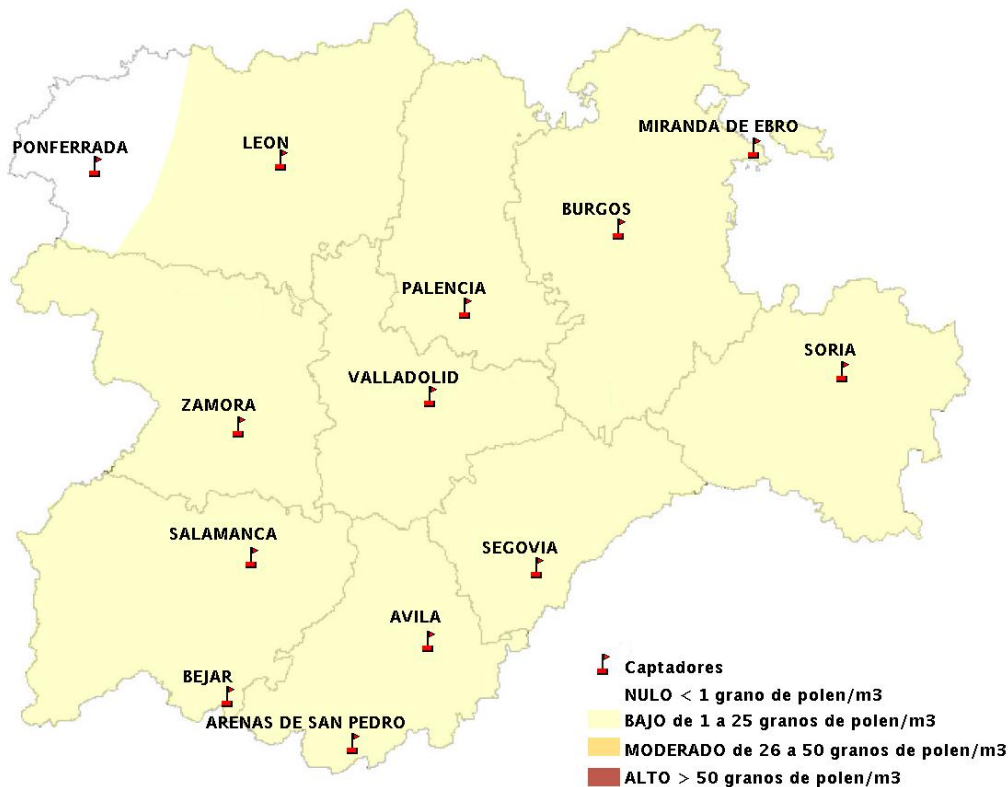 MIRANDA DE EBRO
PONFERRADA
LEON
BURGOS
PALENCIA
SORIA
VALLADOLID
ZAMORA
SALAMANCA
SEGOVIA
AVILA
BEJAR
ARENAS DE SAN PEDRO
Captadores
NULO < 1 grano de polen/m3
BAJO de 1 a 25 granos de polen/m3
MODERADO de 26 a 50 granos de polen/m3
ALTO > 50 granos de polen/m3